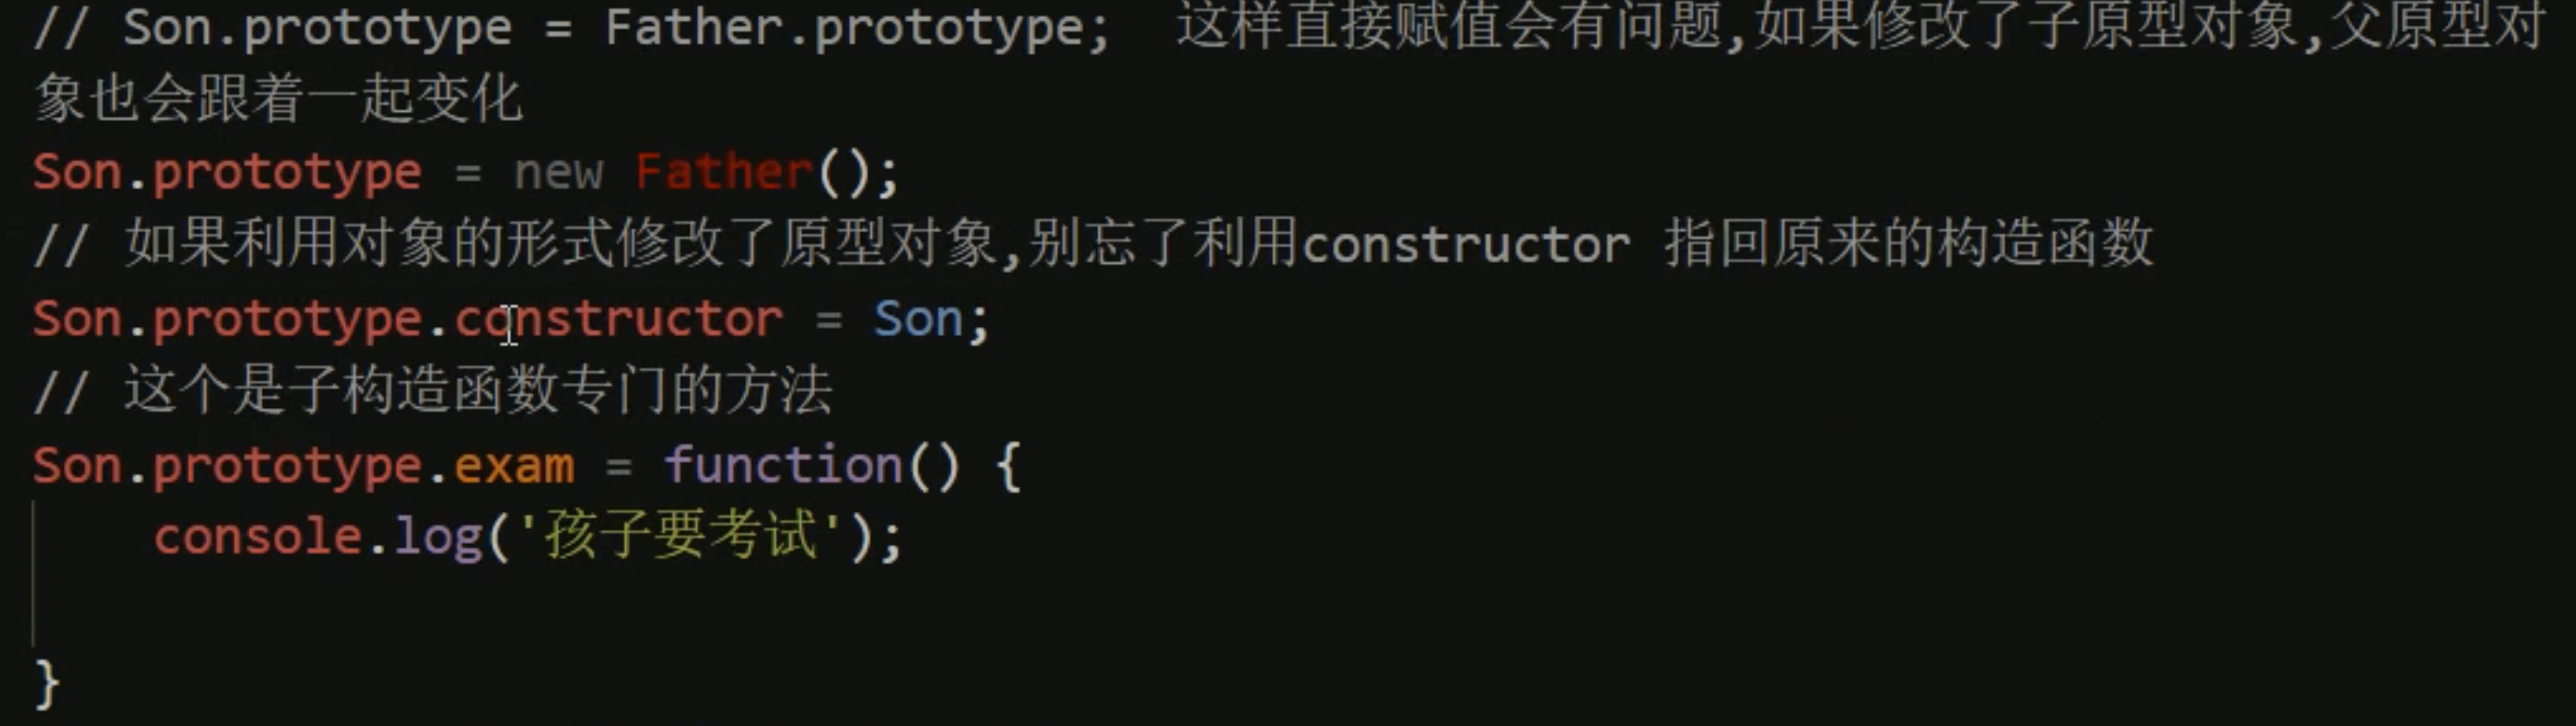 // Son.prototype = Father.prototype;  这样直接赋值会有问题,如果修改了子原型对象,父原型对
象也会跟着一起变化
Son.prototype = new Father();
// 如果利用对象的形式修改了原型对象,别忘了利用constructor 指回原来的构造函数
Son.prototype.constructor = Son;
// 这个是子构造函数专门的方法
Son.prototype.exam = function() {
    console.log('孩子要考试');
}